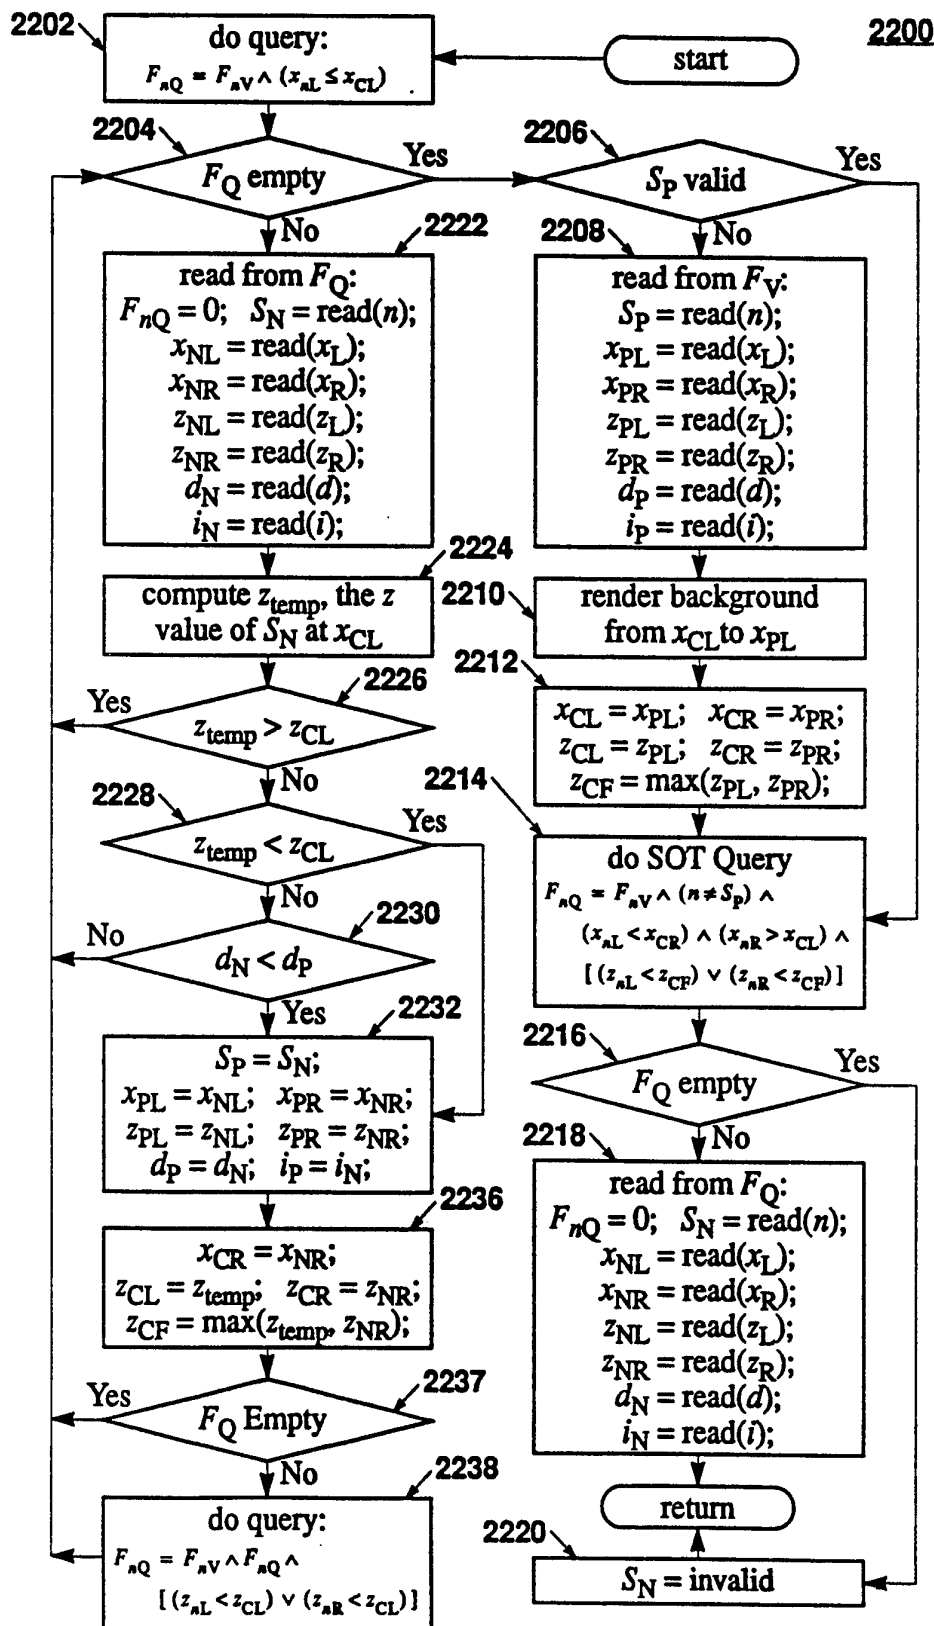 2200
start
2202
do query:
F_nQ = F_nV ∧ (x_nL ≤ x_CL)
2204
F_Q empty
Yes
No
2222
read from F_Q:
F_nQ = 0; S_N = read(n);
x_NL = read(x_L);
x_NR = read(x_R);
z_NL = read(z_L);
z_NR = read(z_R);
d_N = read(d);
i_N = read(i);
2224
compute z_temp, the z
value of S_N at x_CL
2226
Yes
z_temp > z_CL
No
2228
Yes
z_temp < z_CL
No
2230
No
d_N < d_P
Yes
2232
S_P = S_N;
x_PL = x_NL; x_PR = x_NR;
z_PL = z_NL; z_PR = z_NR;
d_P = d_N; i_P = i_N;
2236
x_CR = x_NR;
z_CL = z_temp; z_CR = z_NR;
z_CF = max(z_temp, z_NR);
2237
Yes
F_Q Empty
No
2238
do query:
F_nQ = F_nV ∧ F_nQ ∧
[(z_nL < z_CL) ∨ (z_nR < z_CL)]
2206
Yes
S_P valid
No
2208
read from F_V:
S_P = read(n);
x_PL = read(x_L);
x_PR = read(x_R);
z_PL = read(z_L);
z_PR = read(z_R);
d_P = read(d);
i_P = read(i);
2210
render background
from x_CL to x_PL
2212
x_CL = x_PL; x_CR = x_PR;
z_CL = z_PL; z_CR = z_PR;
z_CF = max(z_PL, z_PR);
2214
do SOT Query
F_nQ = F_nV ∧ (n ≠ S_P) ∧
(x_nL < x_CR) ∧ (x_nR > x_CL) ∧
[(z_nL < z_CF) ∨ (z_nR < z_CF)]
2216
Yes
F_Q empty
No
2218
read from F_Q:
F_nQ = 0; S_N = read(n);
x_NL = read(x_L);
x_NR = read(x_R);
z_NL = read(z_L);
z_NR = read(z_R);
d_N = read(d);
i_N = read(i);
return
2220
S_N = invalid